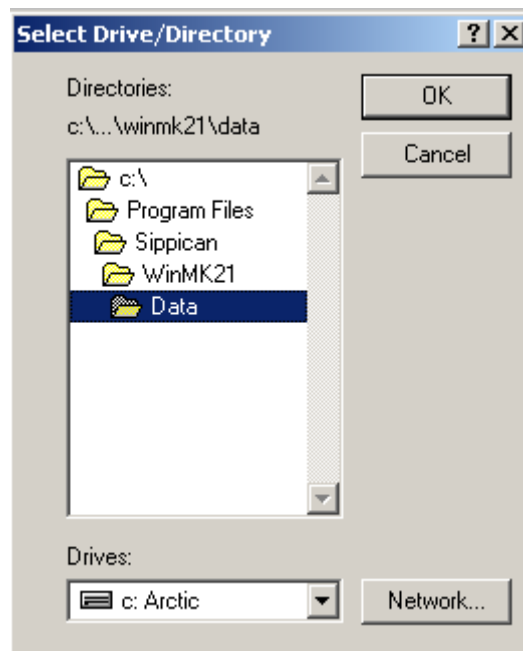 Select Drive/Directory
Directories:
c:\...\winmk21\data
c:\
Program Files
Sippican
WinMK21
Data
Drives:
c: Arctic
OK
Cancel
Network...